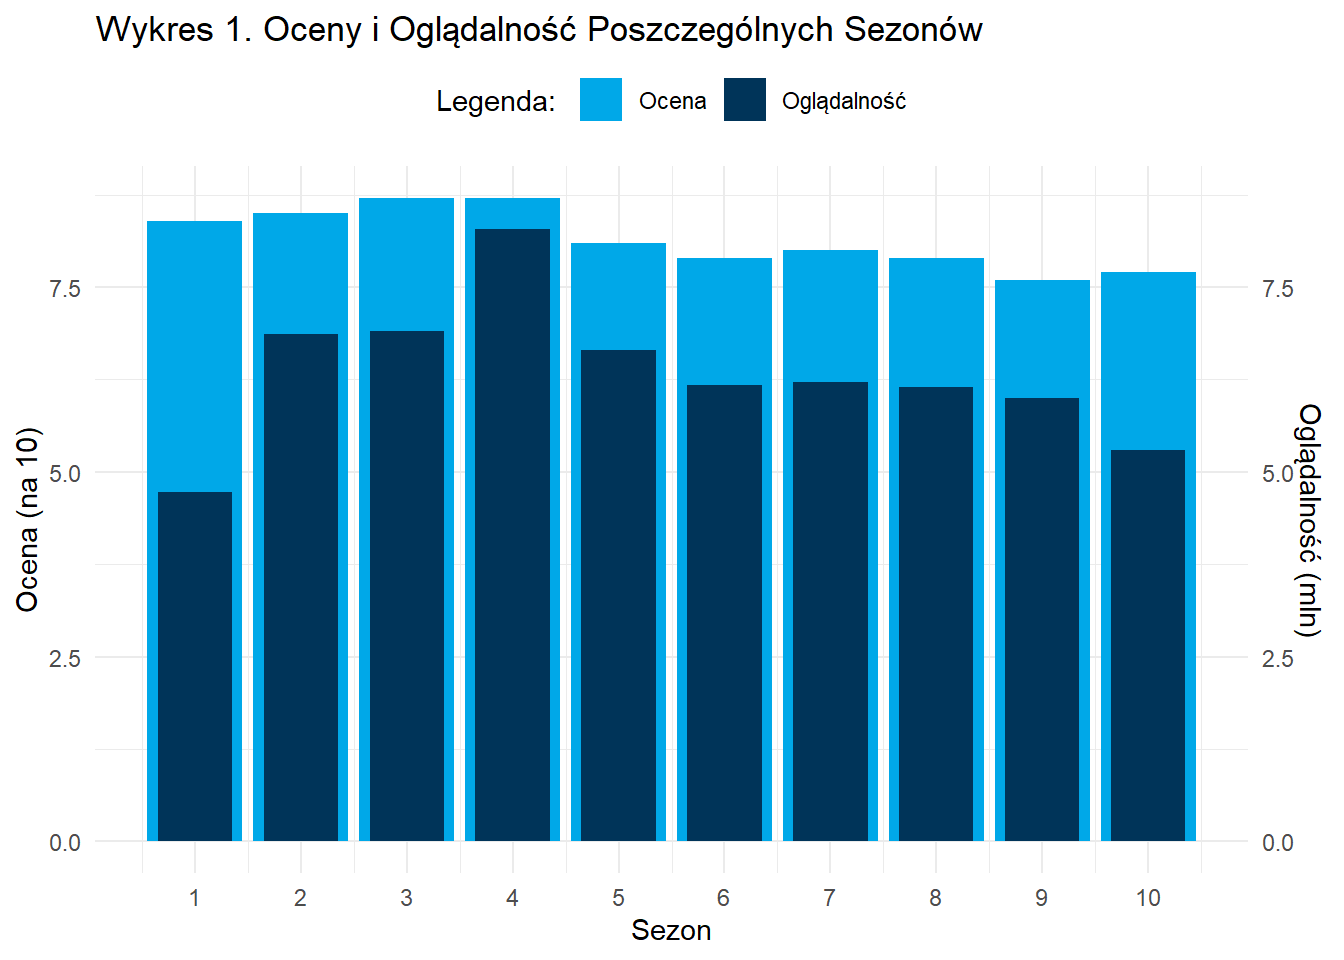 Wykres 1. Oceny i Oglądalność Poszczególnych Sezonów
Legenda: Ocena Oglądalność
Ocena (na 10)
7.5
5.0
2.5
0.0
7.5
5.0
2.5
0.0
Oglądalność (mln)
1 2 3 4 5 6 7 8 9 10
Sezon